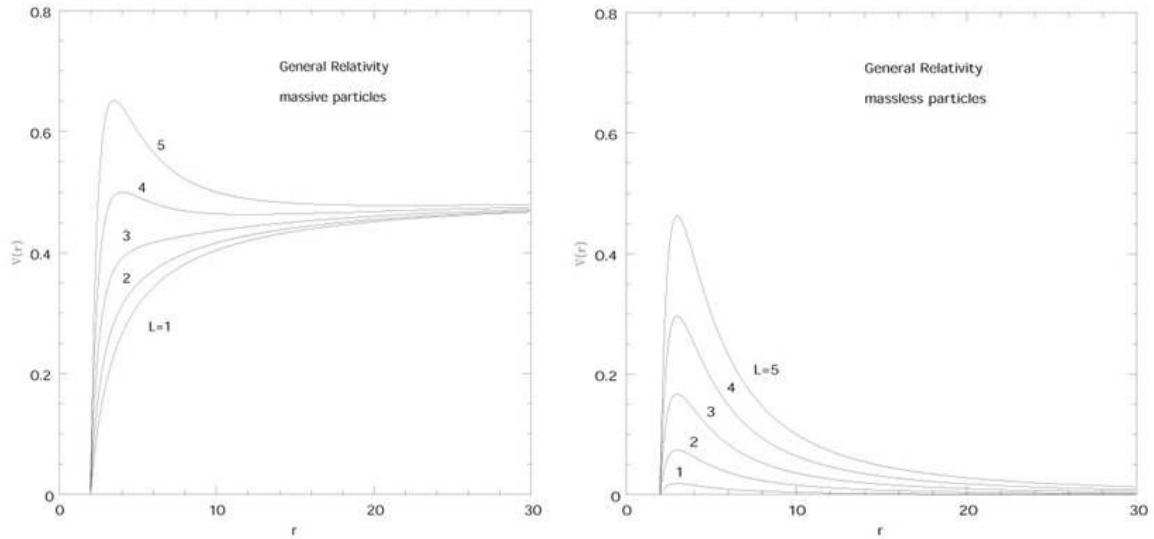 0.8
0.6
0.4
0.2
0
V(r)
General Relativity
massive particles
5
4
3
2
L=1
0
10
20
30
r
0.8
0.6
0.4
0.2
0
V(r)
General Relativity
massless particles
L=5
4
3
2
1
0
10
20
30
r